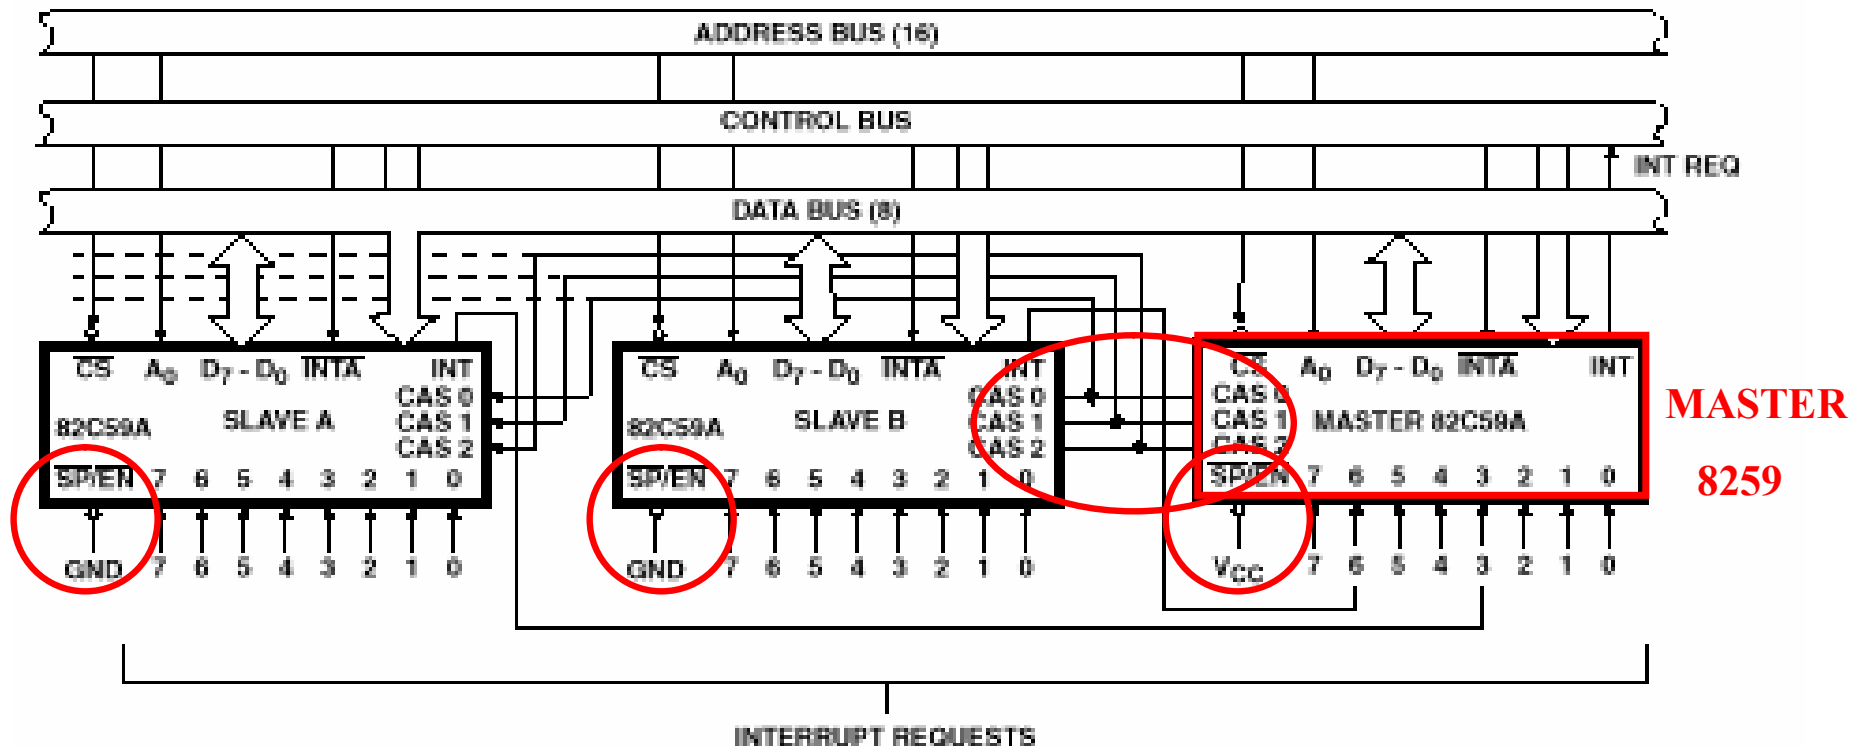 ADDRESS BUS (16)
CONTROL BUS
INT REQ
DATA BUS (8)
CS A0 D7 - D0 INTA INT
CAS 0
CAS 1
CAS 2
82C59A
SLAVE A
SP/EN 7 6 5 4 3 2 1 0
GND 7 6 5 4 3 2 1 0
CS A0 D7 - D0 INTA INT
CAS 0
CAS 1
CAS 2
82C59A
SLAVE B
SP/EN 7 6 5 4 3 2 1 0
GND 7 6 5 4 3 2 1 0
CS A0 D7 - D0 INTA INT
CAS 0
CAS 1
CAS 2
MASTER 82C59A
SP/EN 7 6 5 4 3 2 1 0
VCC 7 6 5 4 3 2 1 0
MASTER
8259
INTERRUPT REQUESTS